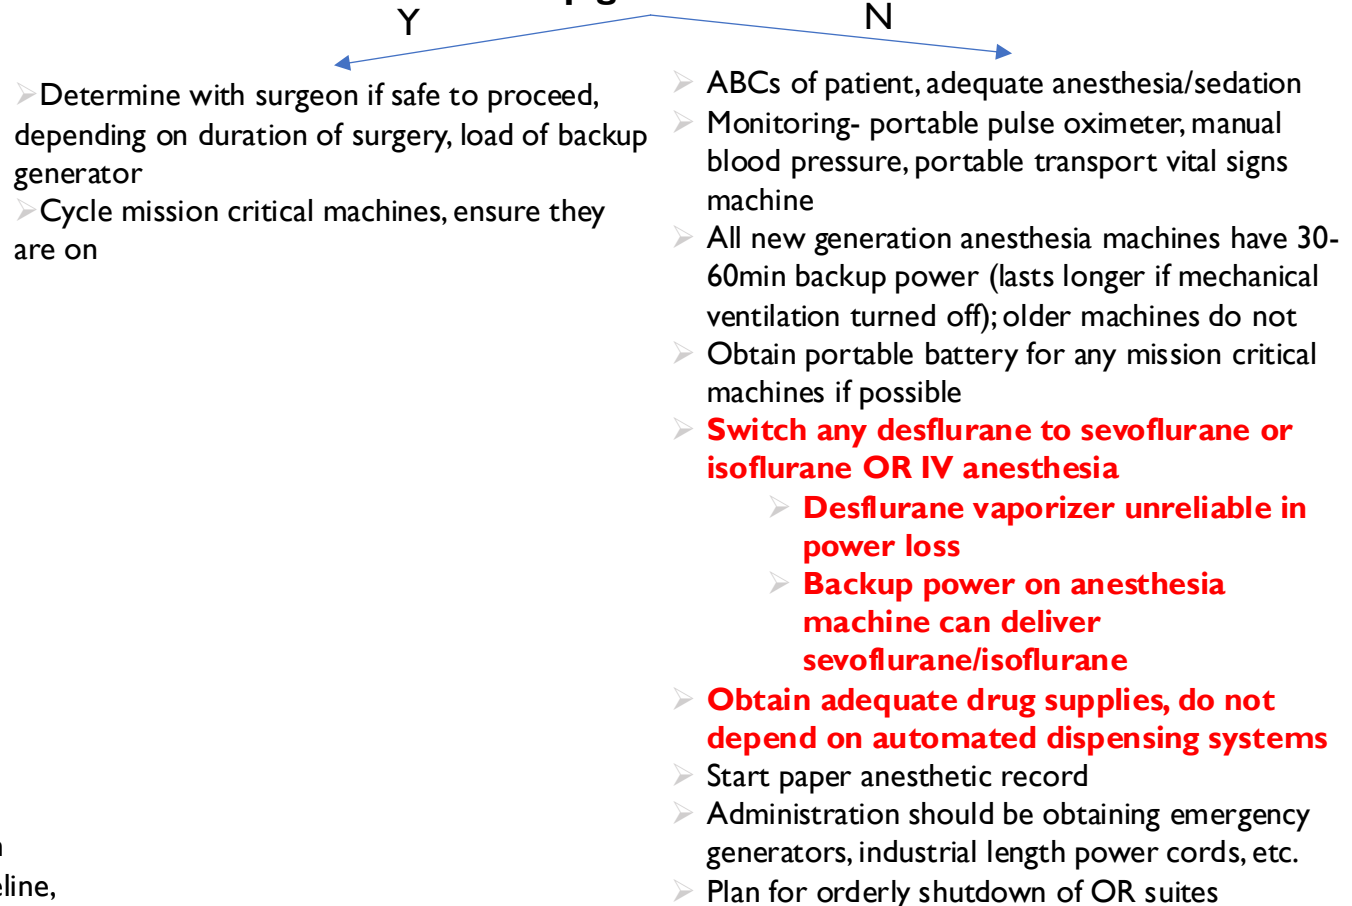 Y
N
➢Determine with surgeon if safe to proceed,
depending on duration of surgery, load of backup
generator
➢Cycle mission critical machines, ensure they
are on
➢ ABCs of patient, adequate anesthesia/sedation
➢ Monitoring- portable pulse oximeter, manual
blood pressure, portable transport vital signs
machine
➢ All new generation anesthesia machines have 30-
60min backup power (lasts longer if mechanical
ventilation turned off); older machines do not
➢ Obtain portable battery for any mission critical
machines if possible
➢ Switch any desflurane to sevoflurane or
isoflurane OR IV anesthesia
➢ Desflurane vaporizer unreliable in
power loss
➢ Backup power on anesthesia
machine can deliver
sevoflurane/isoflurane
➢ Obtain adequate drug supplies, do not
depend on automated dispensing systems
➢ Start paper anesthetic record
➢ Administration should be obtaining emergency
generators, industrial length power cords, etc.
➢ Plan for orderly shutdown of OR suites
eline,